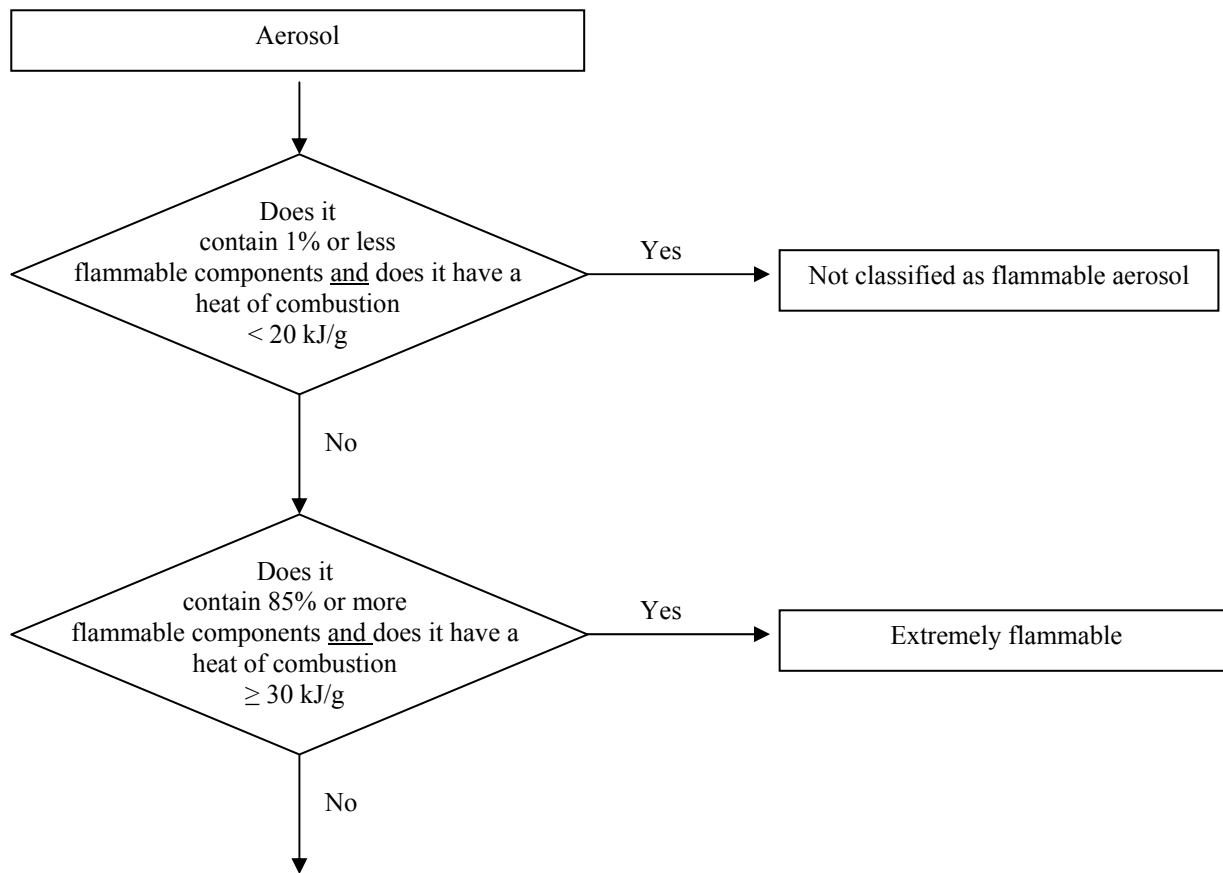 Aerosol
Does it
contain 1% or less
flammable components and does it have a
heat of combustion
< 20 kJ/g
Yes
Not classified as flammable aerosol
No
Does it
contain 85% or more
flammable components and does it have a
heat of combustion
≥ 30 kJ/g
Yes
Extremely flammable
No